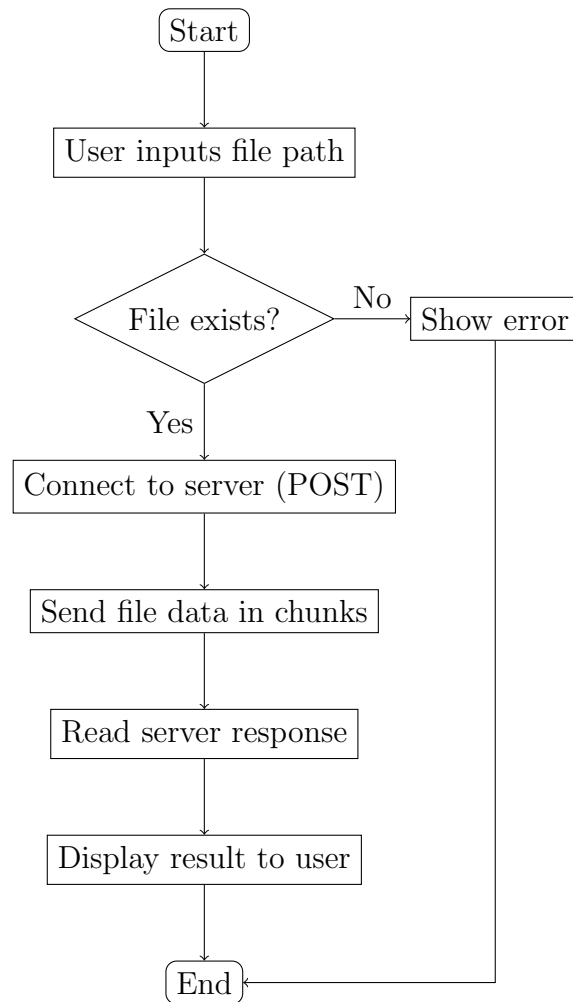 Start
User inputs file path
File exists?
No
Show error
Yes
Connect to server (POST)
Send file data in chunks
Read server response
Display result to user
End